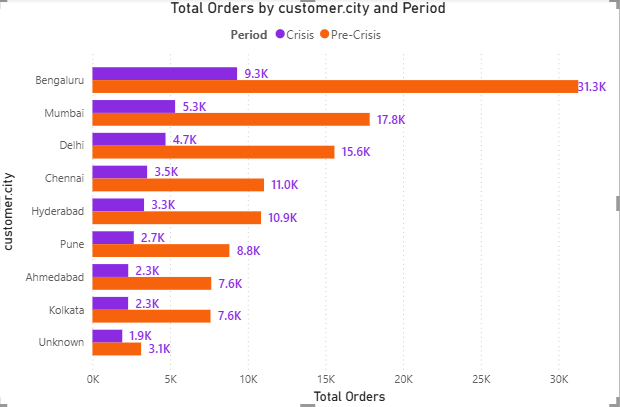 Total Orders by customer.city and Period
Period Crisis Pre-Crisis
Bengaluru 9.3K
31.3K
Mumbai 5.3K
17.8K
Delhi 4.7K
15.6K
Chennai 3.5K
11.0K
Hyderabad 3.3K
10.9K
Pune 2.7K
8.8K
Ahmedabad 2.3K
7.6K
Kolkata 2.3K
7.6K
Unknown 1.9K
3.1K
customer.city
0K 5K 10K 15K 20K 25K 30K
Total Orders